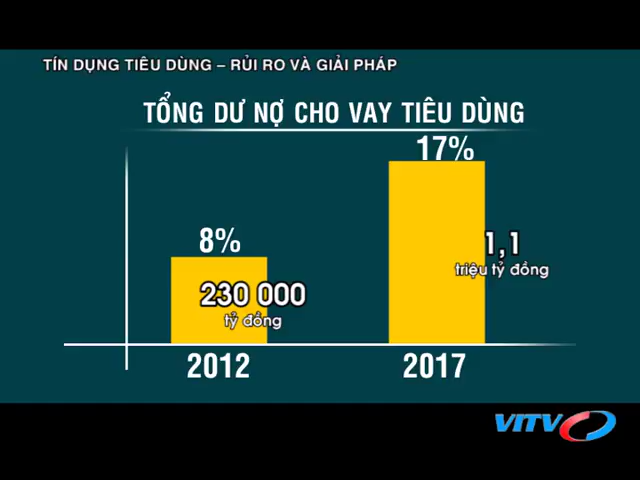 TÍN DỤNG TIÊU DÙNG – RỦI RO VÀ GIẢI PHÁP
TỔNG DƯ NỢ CHO VAY TIÊU DÙNG
17%
8%
1,1
triệu tỷ đồng
230 000
tỷ đồng
2012
2017
VITV